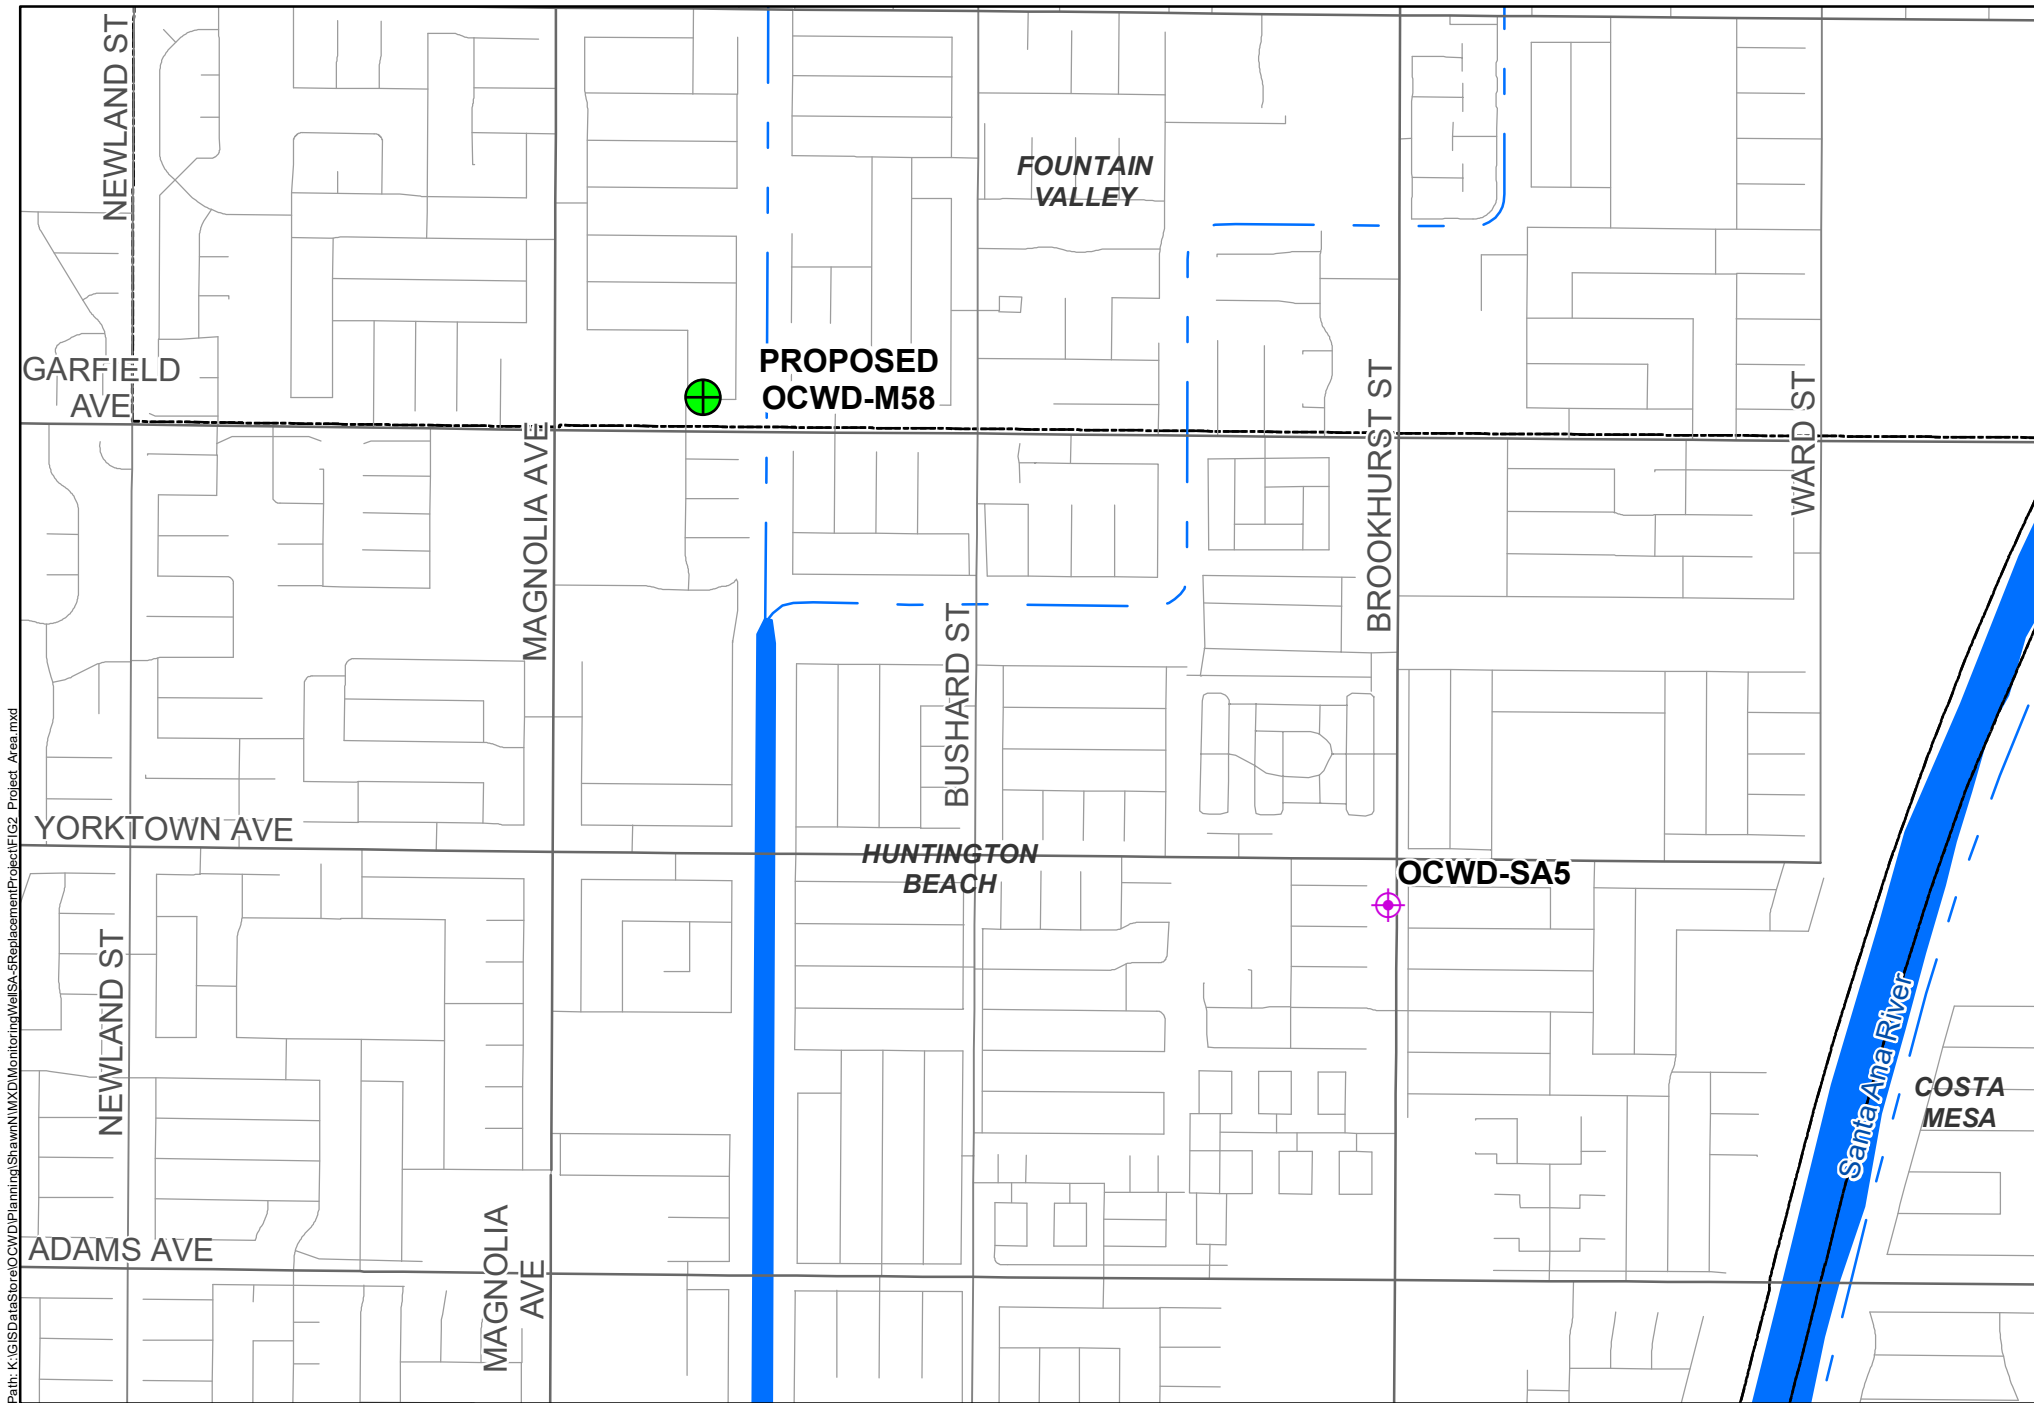 NEWLAND ST
FOUNTAIN
VALLEY
GARFIELD
AVE
PROPOSED
OCWD-M58
MAGNOLIA AVE
BROOKHURST ST
WARD ST
BUSHARD ST
YORKTOWN AVE
HUNTINGTON
BEACH
OCWD-SA5
NEWLAND ST
Santa Ana River
COSTA
MESA
ADAMS AVE
MAGNOLIA
AVE
Path: K:\GISDataStore\OCWD\Planning\ShawnN\MXD\MonitoringWellSA-5ReplacementProject\FIG2_Project_Area.mxd